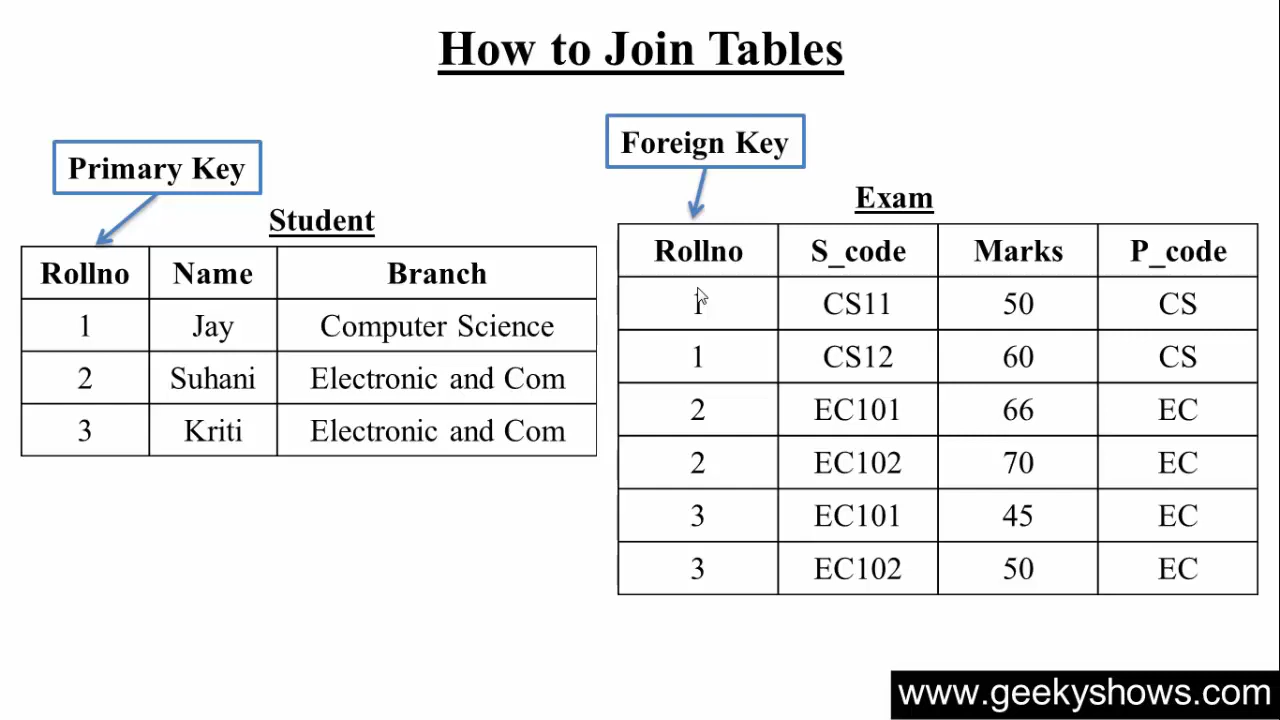 How to Join Tables
Primary Key
Foreign Key
Student
Rollno Name Branch
1 Jay Computer Science
2 Suhani Electronic and Com
3 Kriti Electronic and Com
Exam
Rollno S_code Marks P_code
1 CS11 50 CS
1 CS12 60 CS
2 EC101 66 EC
2 EC102 70 EC
3 EC101 45 EC
3 EC102 50 EC
www.geekyshows.com